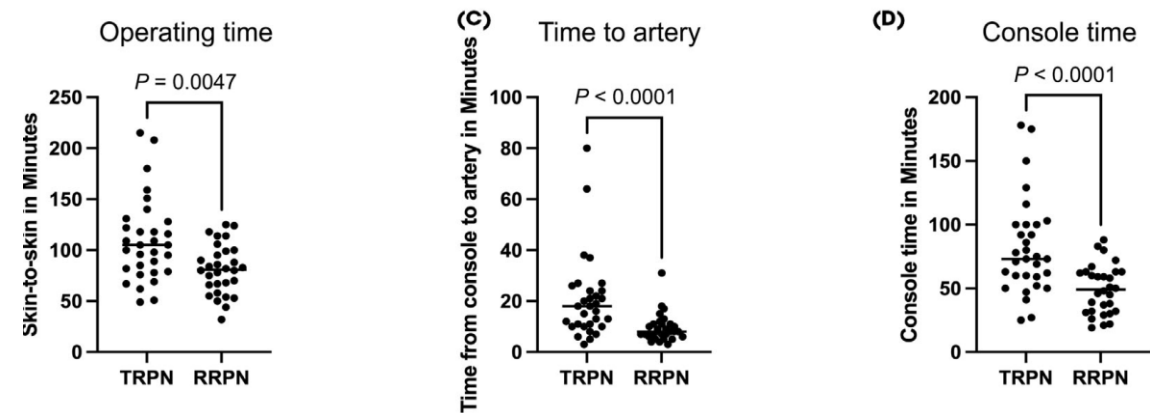 Operating time
P = 0.0047
Skin-to-skin in Minutes
250
200
150
100
50
0
TRPN RRPN
(C)
Time to artery
P < 0.0001
Time from console to artery in Minutes
100
80
60
40
20
0
TRPN RRPN
(D)
Console time
P < 0.0001
Console time in Minutes
200
150
100
50
0
TRPN RRPN